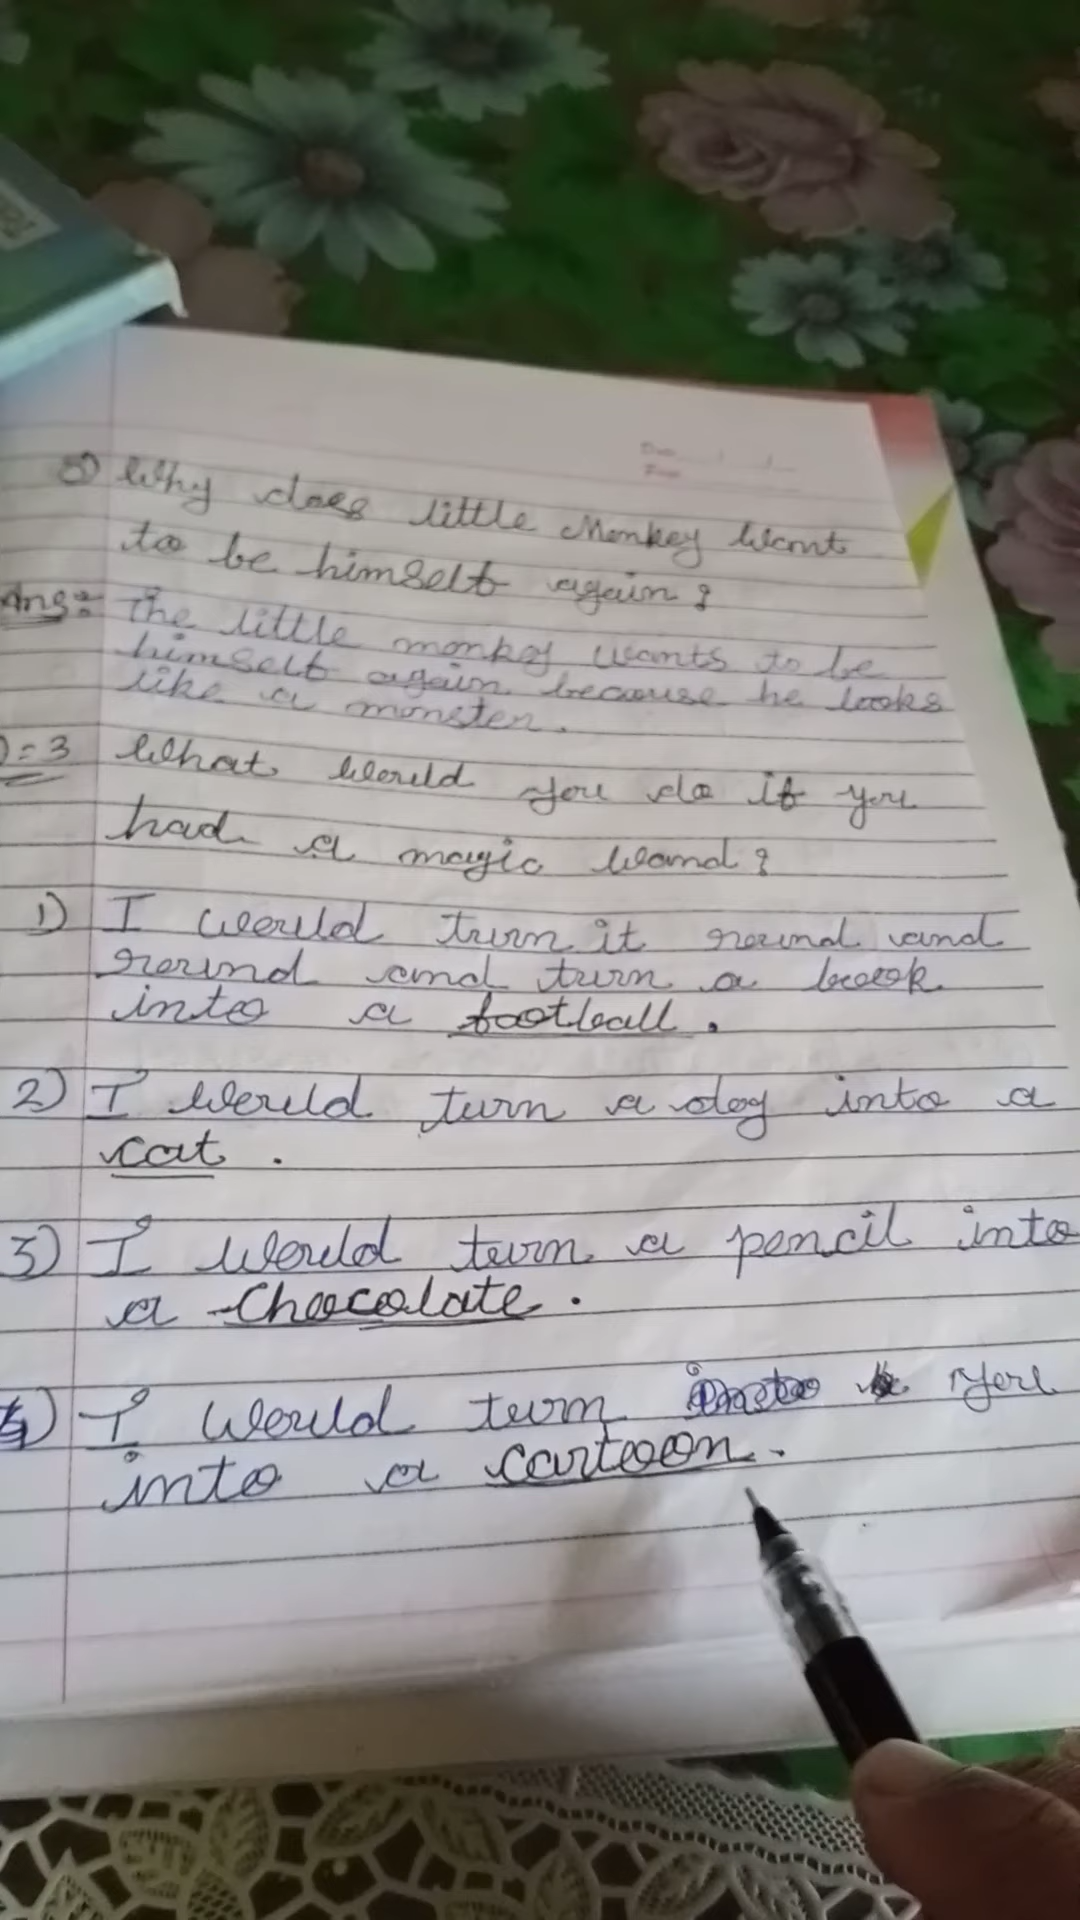 5) Why does little Monkey Want
to be himself again?
Ans:- The little monkey wants to be
himself again because he looks
like a monster.
Q=3 What would you do if you
had a magic wand?
1) I would turn it round and
round and turn a book
into a football.
2) I would turn a dog into a
cat.
3) I would turn a pencil into
a Chocolate.
4) I would turn you
into a cartoon.